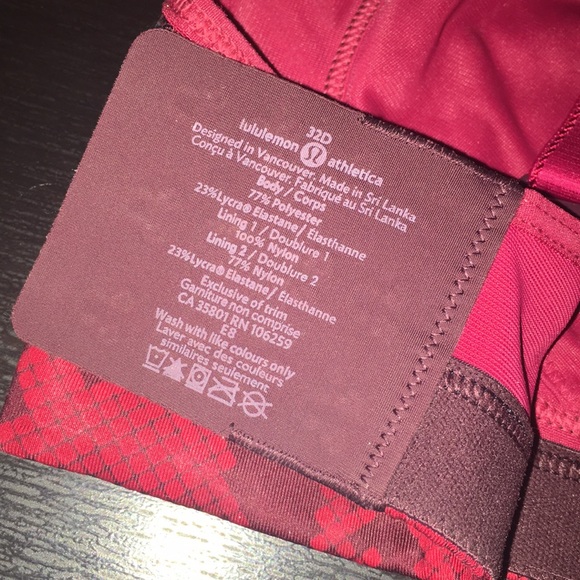 32D
lululemon athletica
Designed in Vancouver. Made in Sri Lanka
Conçu à Vancouver. Fabriqué au Sri Lanka
Body / Corps
77% Polyester
23%Lycra® Elastane / Elasthanne
Lining 1 / Doublure 1
100% Nylon
Lining 2 / Doublure 2
77% Nylon
23%Lycra® Elastane / Elasthanne
Exclusive of trim
Garniture non comprise
CA 35801 RN 106259
E8
Wash with like colours only
Laver avec des couleurs
similaires seulement